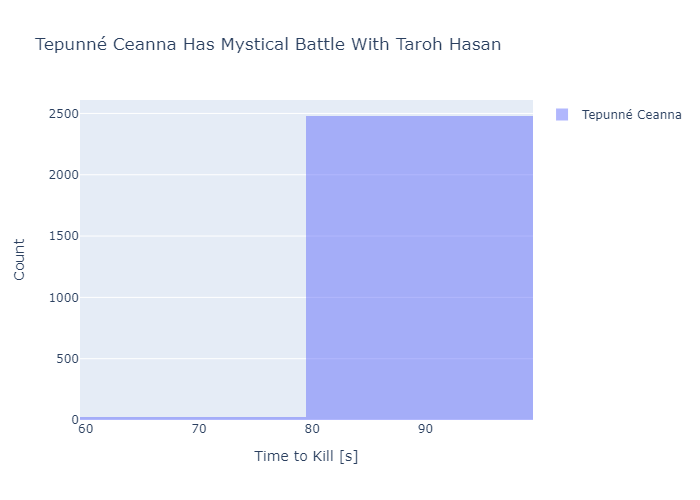 Tepunné Ceanna Has Mystical Battle With Taroh Hasan
Tepunné Ceanna
2500
2000
1500
1000
500
0
Count
60 70 80 90
Time to Kill [s]